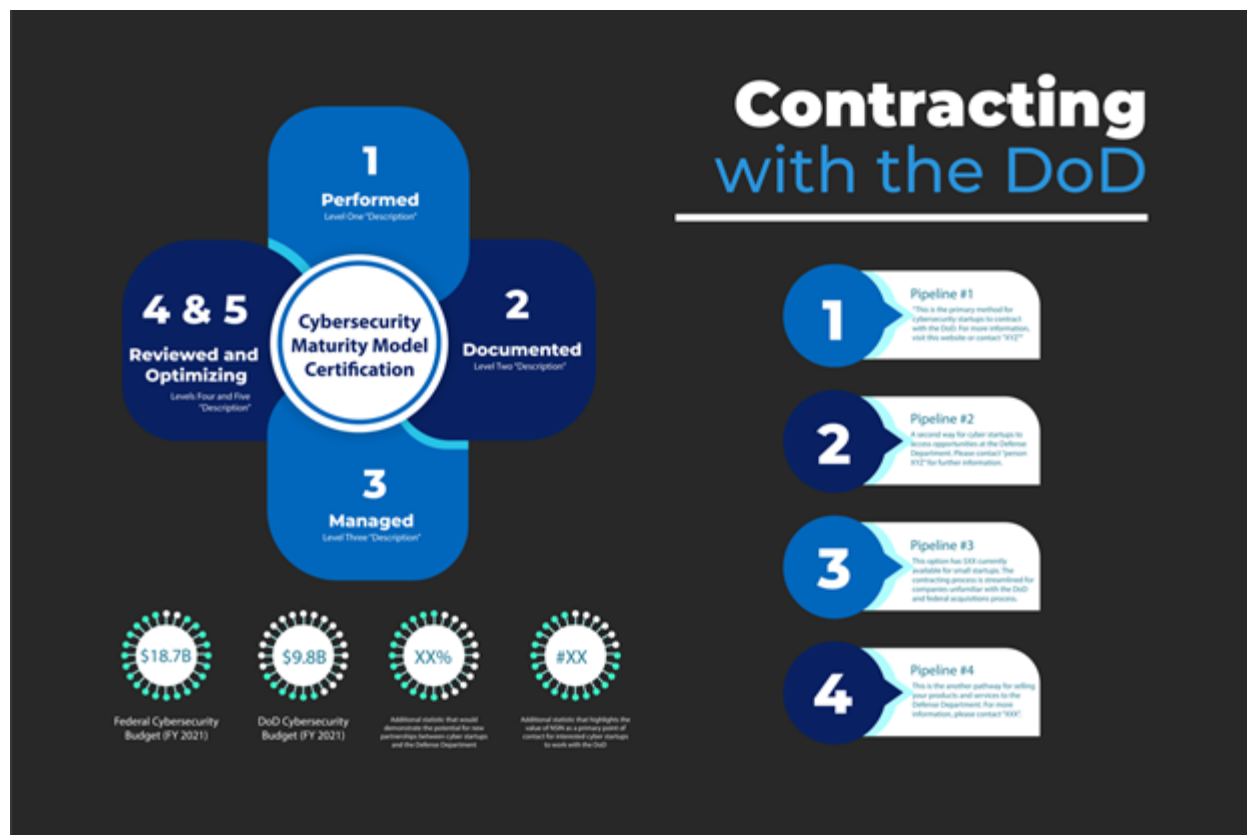 Contracting
with the DoD
1
Performed
Level One "Description"
4 & 5
Reviewed and
Optimizing
Levels Four and Five
"Description"
Cybersecurity
Maturity Model
Certification
2
Documented
Level Two "Description"
3
Managed
Level Three "Description"
$18.7B
Federal Cybersecurity
Budget (FY 2021)
$9.8B
DoD Cybersecurity
Budget (FY 2021)
XX%
Additional statistic that would
demonstrate the potential for new
partnerships between cyber startups
and the Defense Department
#XX
Additional statistic that highlights the
value of NSIN as a primary point of
contact for interested cyber startups
to work with the DoD
1
Pipeline #1
"This is the primary method for
cybersecurity startups to contract
with the DoD. For more information,
visit this website or contact "XYZ""
2
Pipeline #2
A second way for cyber startups to
access opportunities at the Defense
Department. Please contact "person
XYZ" for further information.
3
Pipeline #3
This option has $XX currently
available for small startups. The
contracting process is streamlined for
companies unfamiliar with the DoD
and federal acquisitions process.
4
Pipeline #4
This is the another pathway for selling
your products and services to the
Defense Department. For more
information, please contact "XXX".